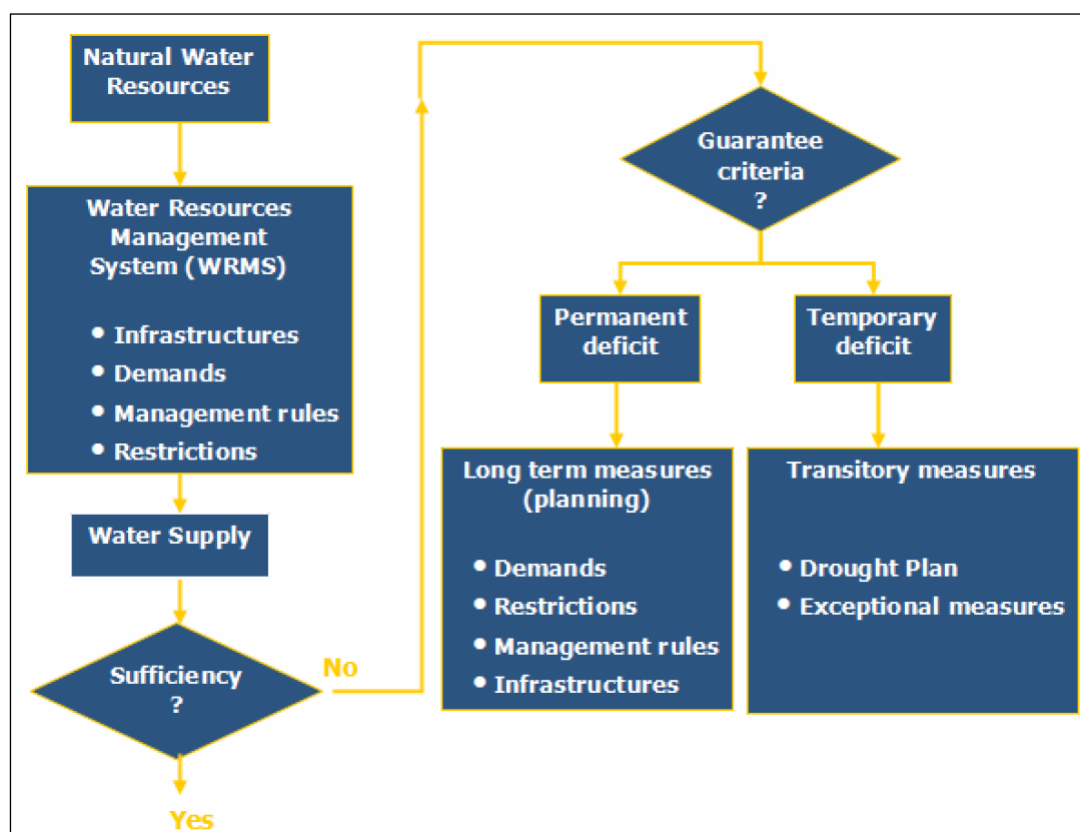 Natural Water
Resources
Water Resources
Management
System (WRMS)
• Infrastructures
• Demands
• Management rules
• Restrictions
Water Supply
Sufficiency
?
No
Yes
Guarantee
criteria
?
Permanent
deficit
Temporary
deficit
Long term measures
(planning)
• Demands
• Restrictions
• Management rules
• Infrastructures
Transitory measures
• Drought Plan
• Exceptional measures